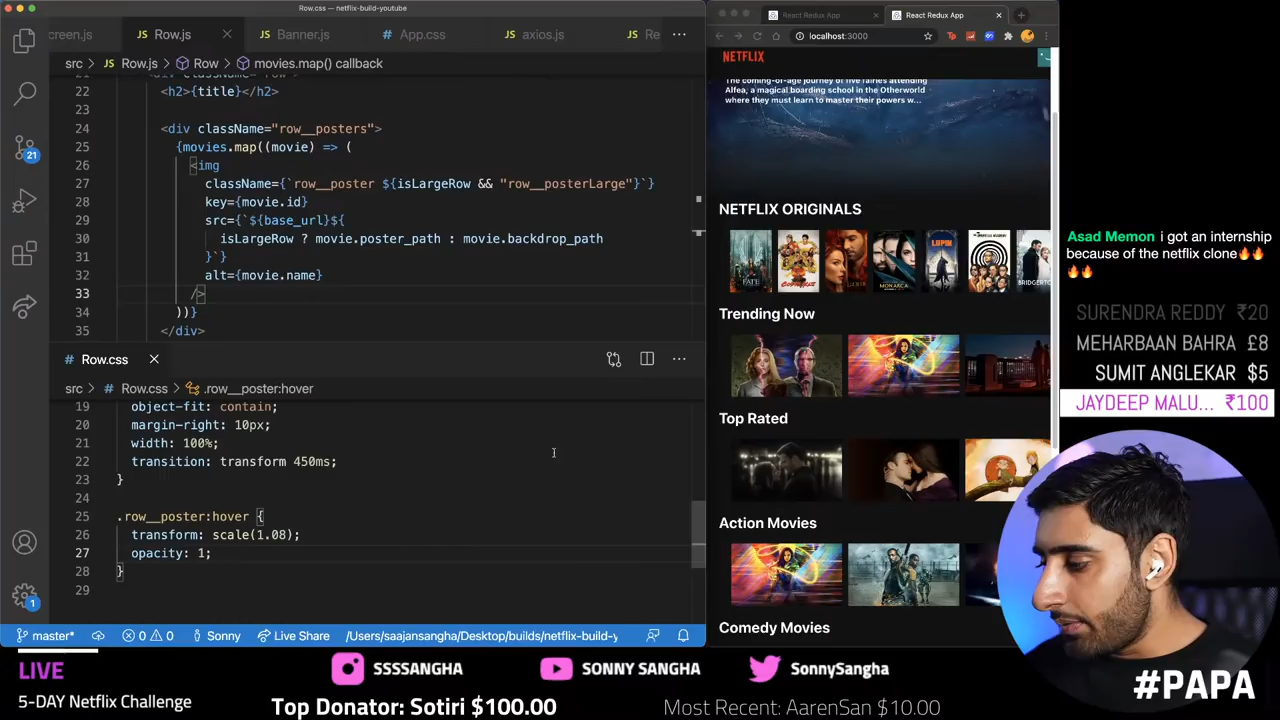 Row.css — netflix-build-youtube
creen.js
JS Row.js
JS Banner.js
# App.css
JS axios.js
JS Re
src > JS Row.js > Row > movies.map() callback
22 <h2>{title}</h2>
23
24 <div className="row__posters">
25 {movies.map((movie) => (
26 <img
27 className={`row__poster ${isLargeRow && "row__posterLarge"}`}
28 key={movie.id}
29 src={`${base_url}${
30 isLargeRow ? movie.poster_path : movie.backdrop_path
31 }`}
32 alt={movie.name}
33 />
34 ))}
35 </div>
# Row.css
src > # Row.css > .row__poster:hover
19 object-fit: contain;
20 margin-right: 10px;
21 width: 100%;
22 transition: transform 450ms;
23 }
24
25 .row__poster:hover {
26 transform: scale(1.08);
27 opacity: 1;
28 }
29
21
1
master*
0 0
Sonny
Live Share
/Users/saajansangha/Desktop/builds/netflix-build-y
React Redux App
React Redux App
localhost:3000
NETFLIX
The coming-of-age journey of five fairies attending
Alfea, a magical boarding school in the Otherworld
where they must learn to master their powers w...
NETFLIX ORIGINALS
FATE
MONARCA
LUPIN
BRIDGERTON
Trending Now
Top Rated
Action Movies
Comedy Movies
Asad Memon i got an internship
because of the netflix clone🔥🔥
🔥🔥
SURENDRA REDDY ₹20
MEHARBAAN BAHRA £8
SUMIT ANGLEKAR $5
JAYDEEP MALU... ₹100
#PAPA
LIVE
5-DAY Netflix Challenge
SSSSANGHA
SONNY SANGHA
SonnySangha
Top Donator: Sotiri $100.00
Most Recent: AarenSan $10.00